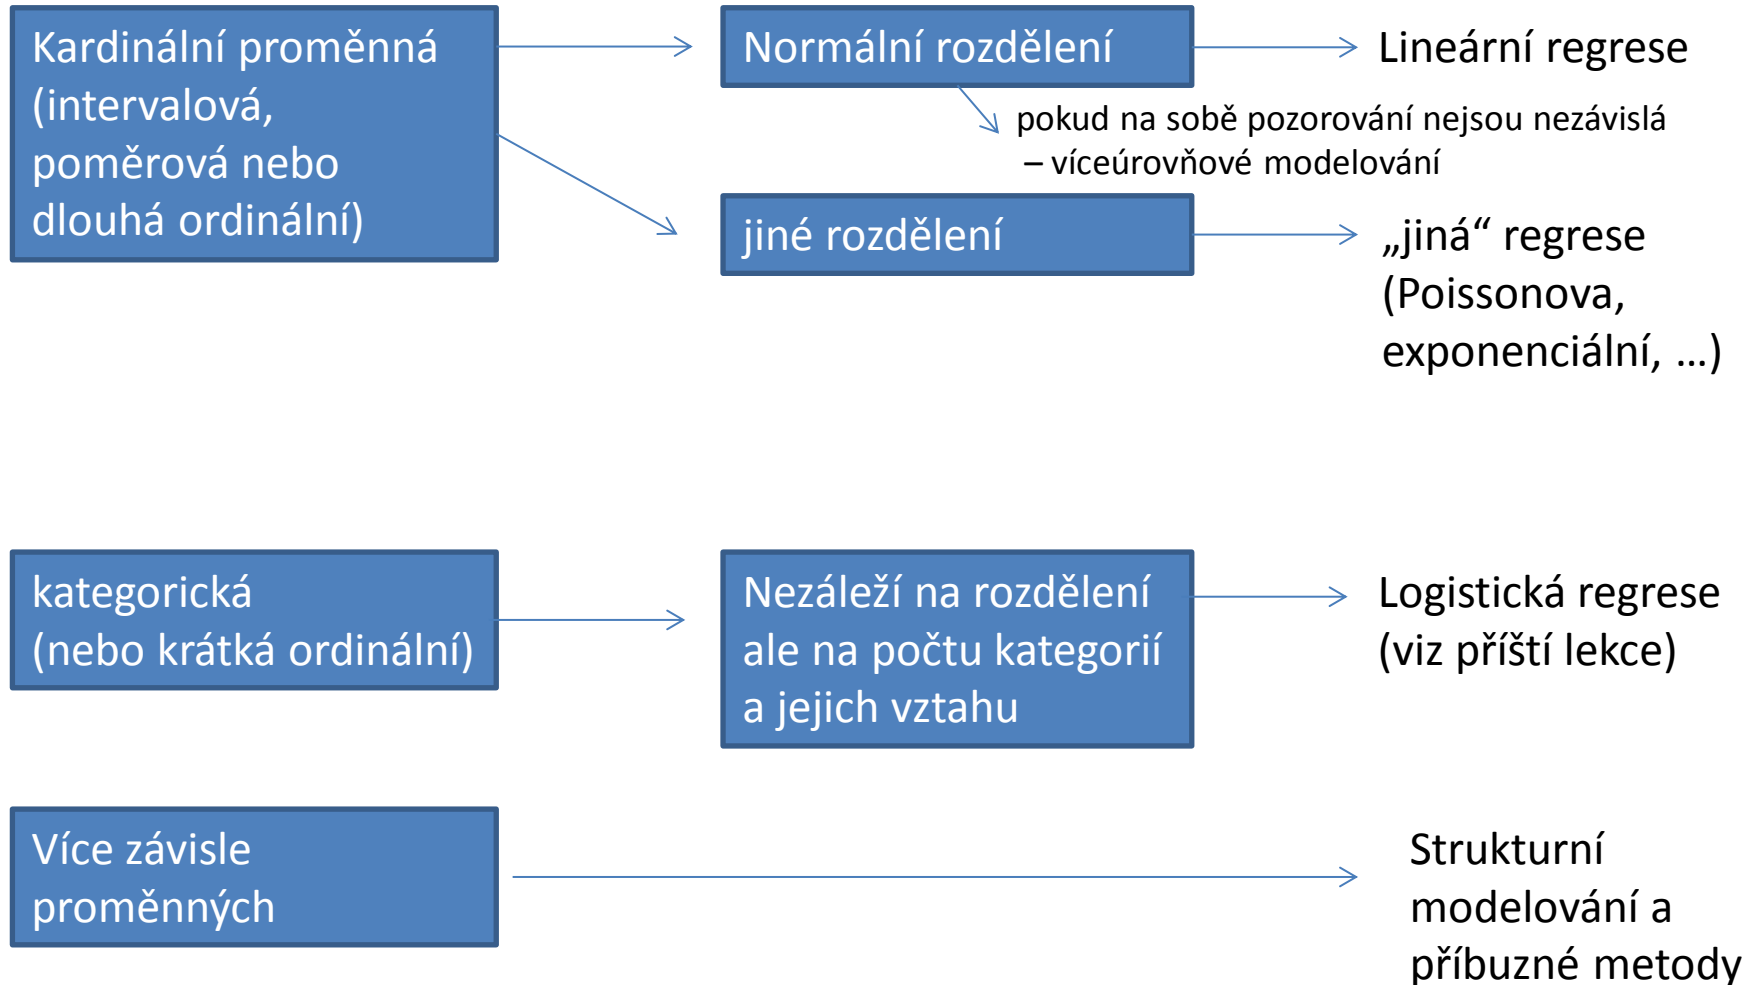 Kardinální proměnná
(intervalová,
poměrová nebo
dlouhá ordinální)
Normální rozdělení
Lineární regrese
pokud na sobě pozorování nejsou nezávislá
– víceúrovňové modelování
jiné rozdělení
„jiná“ regrese
(Poissonova,
exponenciální, …)
kategorická
(nebo krátká ordinální)
Nezáleží na rozdělení
ale na počtu kategorií
a jejich vztahu
Logistická regrese
(viz příští lekce)
Více závisle
proměnných
Strukturní
modelování a
příbuzné metody